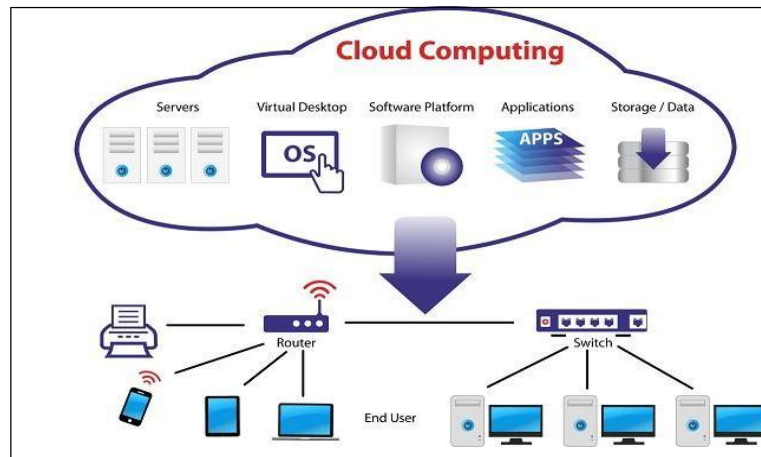 Cloud Computing
Servers
Virtual Desktop
Software Platform
Applications
Storage / Data
OS
APPS
Router
Switch
End User